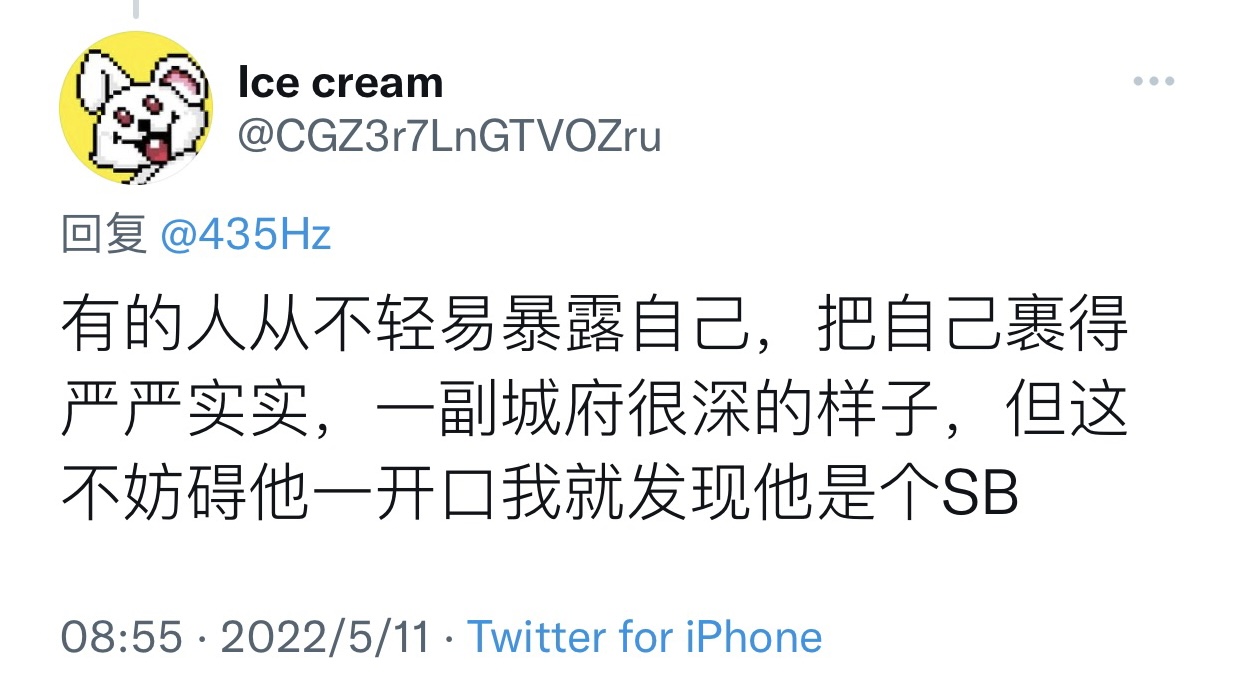 Ice cream
@CGZ3r7LnGTVOZru
回复 @435Hz
有的人从不轻易暴露自己，把自己裹得
严严实实，一副城府很深的样子，但这
不妨碍他一开口我就发现他是个SB
08:55 · 2022/5/11 · Twitter for iPhone